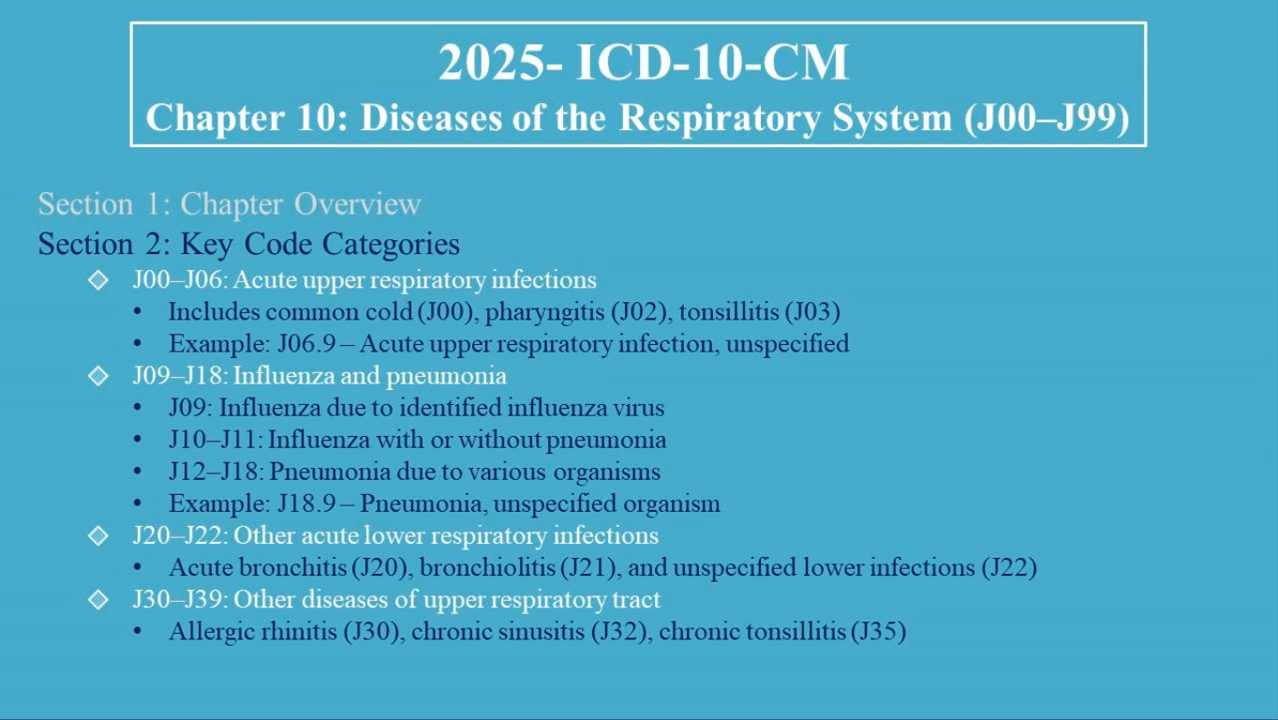 2025- ICD-10-CM
Chapter 10: Diseases of the Respiratory System (J00–J99)
Section 1: Chapter Overview
Section 2: Key Code Categories
J00–J06: Acute upper respiratory infections
• Includes common cold (J00), pharyngitis (J02), tonsillitis (J03)
• Example: J06.9 – Acute upper respiratory infection, unspecified
J09–J18: Influenza and pneumonia
• J09: Influenza due to identified influenza virus
• J10–J11: Influenza with or without pneumonia
• J12–J18: Pneumonia due to various organisms
• Example: J18.9 – Pneumonia, unspecified organism
J20–J22: Other acute lower respiratory infections
• Acute bronchitis (J20), bronchiolitis (J21), and unspecified lower infections (J22)
J30–J39: Other diseases of upper respiratory tract
• Allergic rhinitis (J30), chronic sinusitis (J32), chronic tonsillitis (J35)